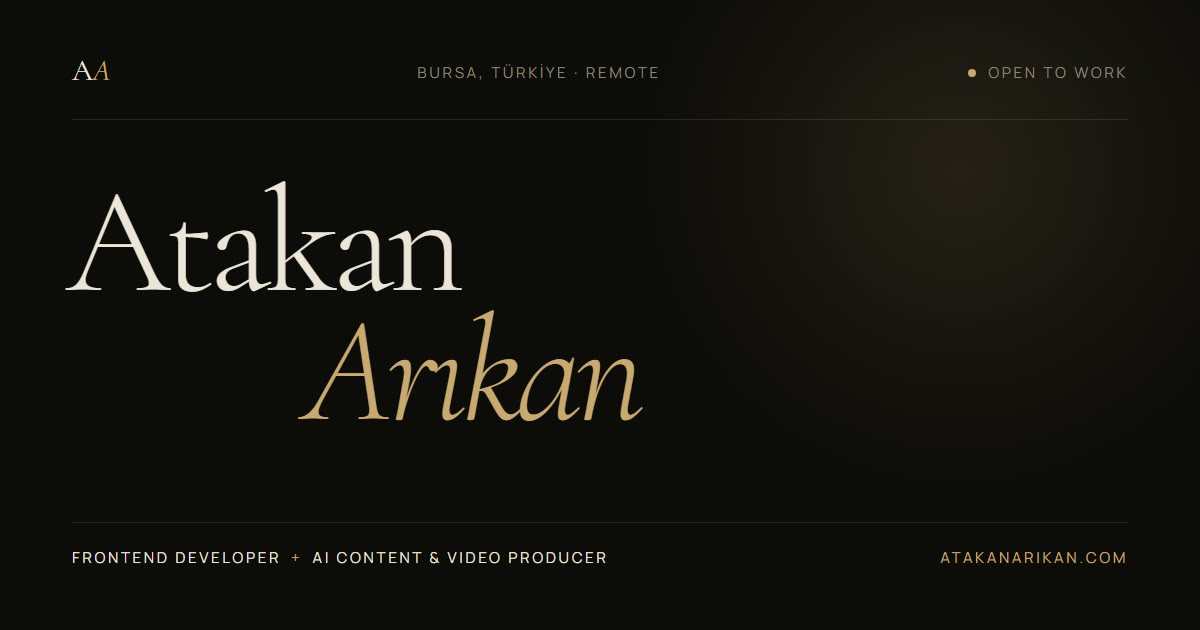 AA
BURSA, TÜRKİYE · REMOTE
OPEN TO WORK
Atakan
Arıkan
FRONTEND DEVELOPER + AI CONTENT & VIDEO PRODUCER
ATAKANARIKAN.COM